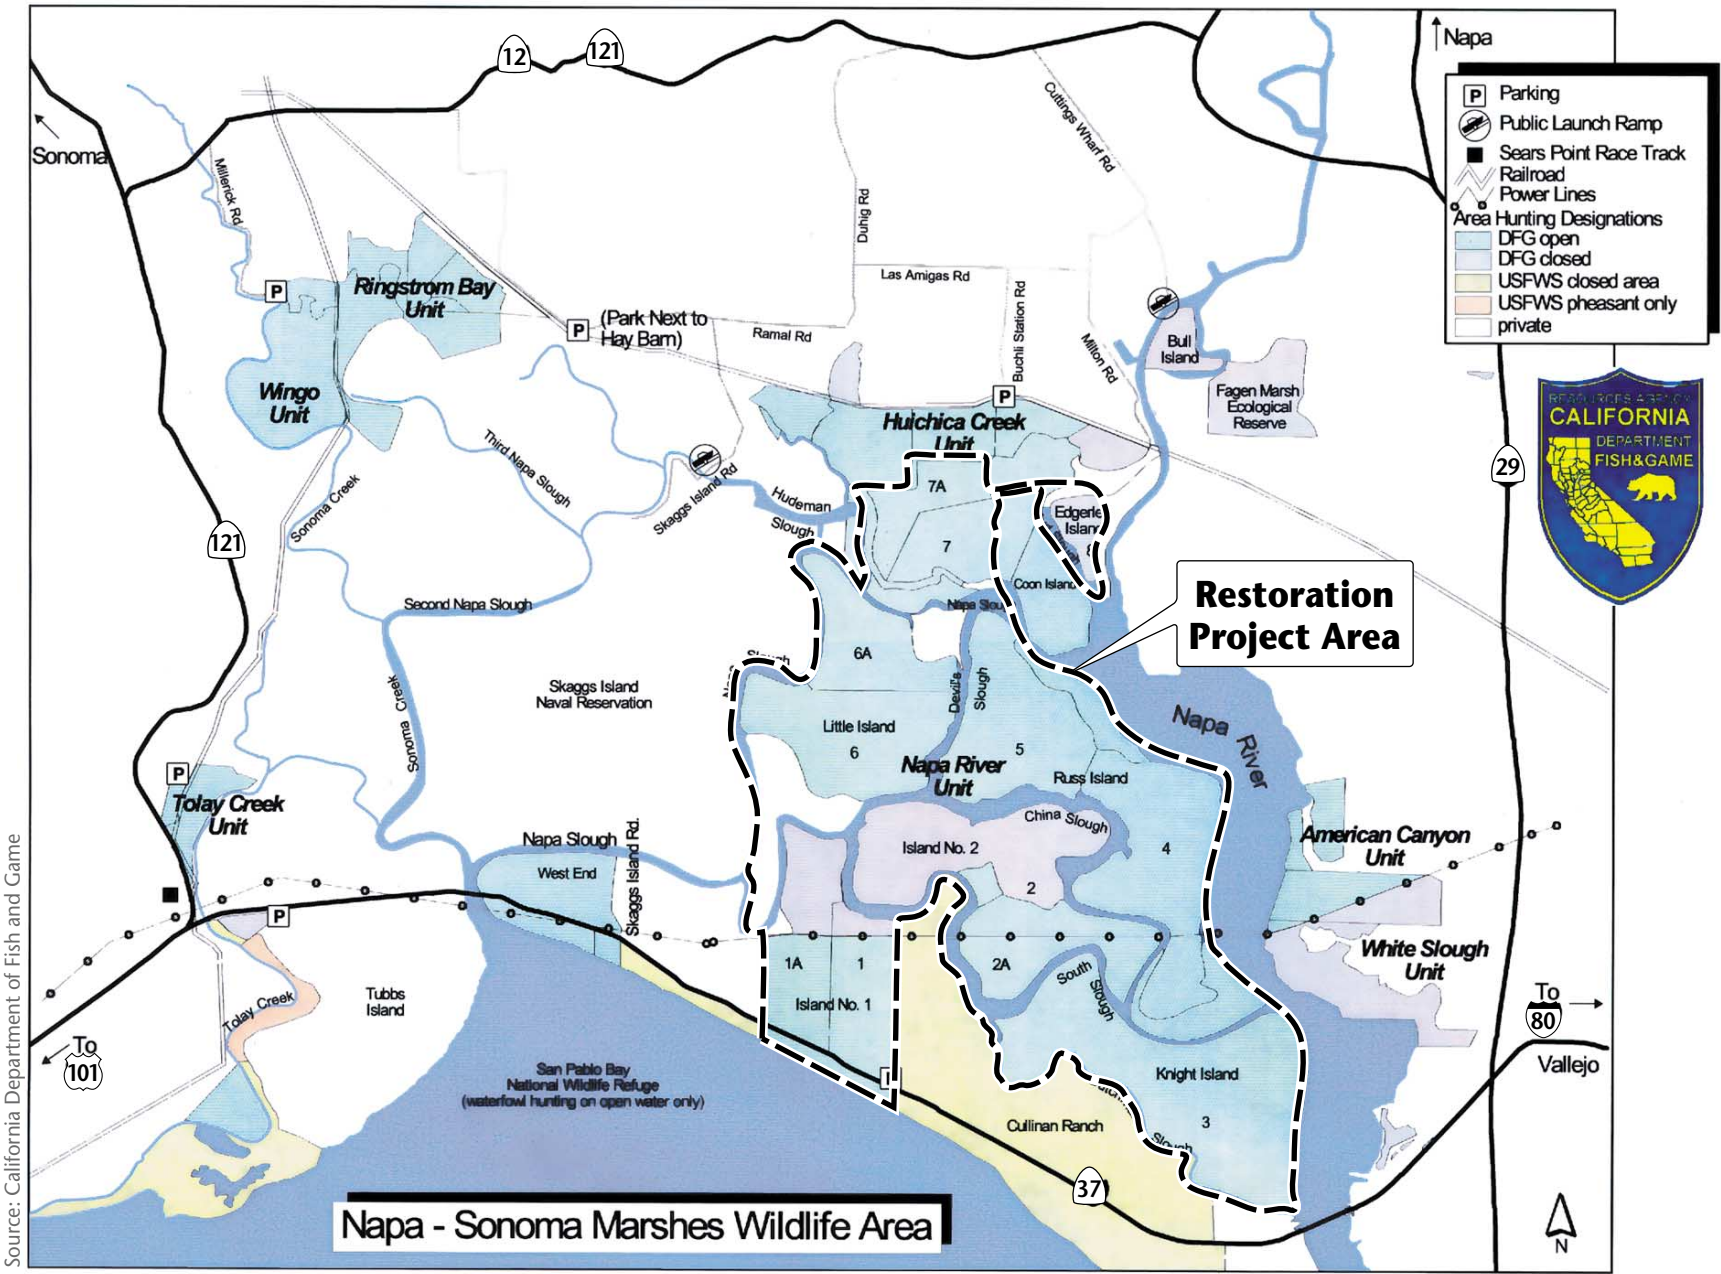 Napa
12
121
P Parking
Public Launch Ramp
Sears Point Race Track
Railroad
Power Lines
Area Hunting Designations
DFG open
DFG closed
USFWS closed area
USFWS pheasant only
private
Sonoma
Millerick Rd
Cuttings Wharf Rd
Duhig Rd
Las Amigas Rd
Buchli Station Rd
Ramal Rd
Milton Rd
P
Ringstrom Bay
Unit
P
(Park Next to
Hay Barn)
Bull
Island
Fagen Marsh
Ecological
Reserve
RESOURCES AGENCY
CALIFORNIA
DEPARTMENT
FISH&GAME
Wingo
Unit
P
Huichica Creek
Unit
29
Third Napa Slough
Skaggs Island Rd
Hudeman
Slough
Sonoma Creek
121
7A
7
Edgerle
Island
8
Coon Island
Restoration
Project Area
Second Napa Slough
Napa Slou
6A
Slough
Devil's
Slough
Skaggs Island
Naval Reservation
Sonoma Creek
Little Island
6
5
Napa River
Napa River
Unit
Russ Island
P
Tolay Creek
Unit
China Slough
4
American Canyon
Unit
Napa Slough
West End
Skaggs Island Rd.
Island No. 2
2
P
White Slough
Unit
1A
1
2A
South
Slough
Island No. 1
Tolay Creek
Tubbs
Island
To
80
Vallejo
To
101
San Pablo Bay
National Wildlife Refuge
(waterfowl hunting on open water only)
Knight Island
3
Cullinan Ranch
Slough
37
Napa - Sonoma Marshes Wildlife Area
N
Source: California Department of Fish and Game